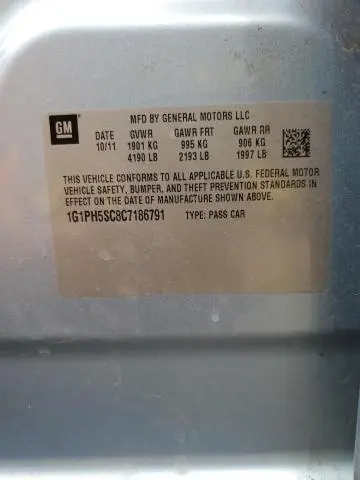 GM
MFD BY GENERAL MOTORS LLC
DATE GVWR GAWR FRT GAWR RR
10/11 1901 KG 995 KG 906 KG
4190 LB 2193 LB 1997 LB
THIS VEHICLE CONFORMS TO ALL APPLICABLE U.S. FEDERAL MOTOR
VEHICLE SAFETY, BUMPER, AND THEFT PREVENTION STANDARDS IN
EFFECT ON THE DATE OF MANUFACTURE SHOWN ABOVE.
1G1PH5SC8C7186791 TYPE: PASS CAR